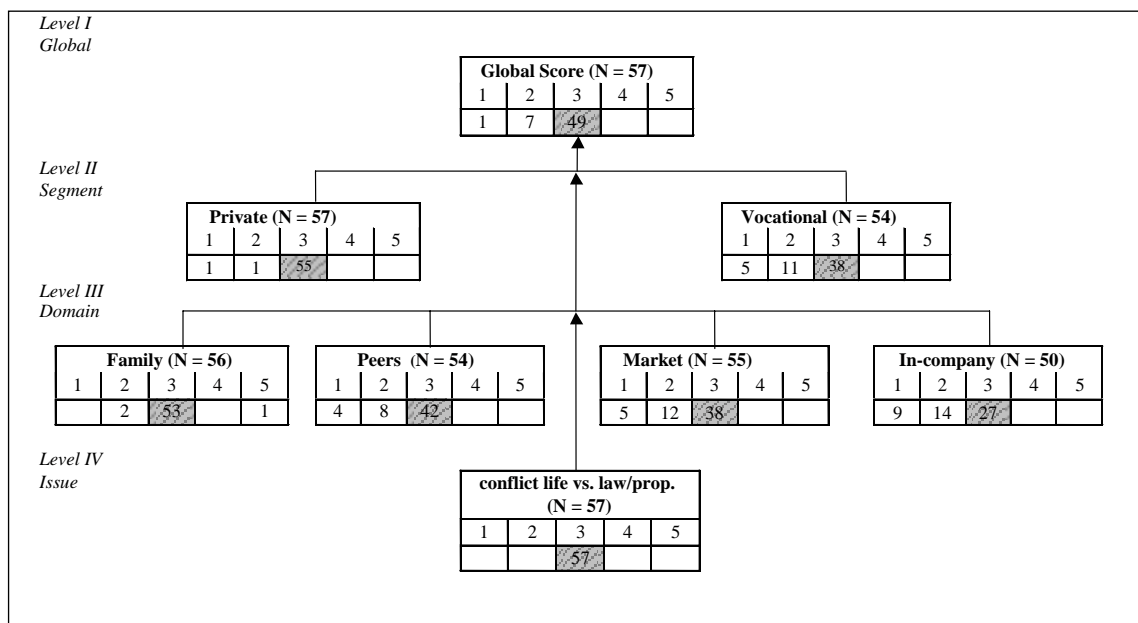 Level I
Global
Global Score (N = 57)
1 2 3 4 5
1 7 49
Level II
Segment
Private (N = 57)
1 2 3 4 5
1 1 55
Vocational (N = 54)
1 2 3 4 5
5 11 38
Level III
Domain
Family (N = 56)
1 2 3 4 5
2 53 1
Peers (N = 54)
1 2 3 4 5
4 8 42
Market (N = 55)
1 2 3 4 5
5 12 38
In-company (N = 50)
1 2 3 4 5
9 14 27
Level IV
Issue
conflict life vs. law/prop.
(N = 57)
1 2 3 4 5
57